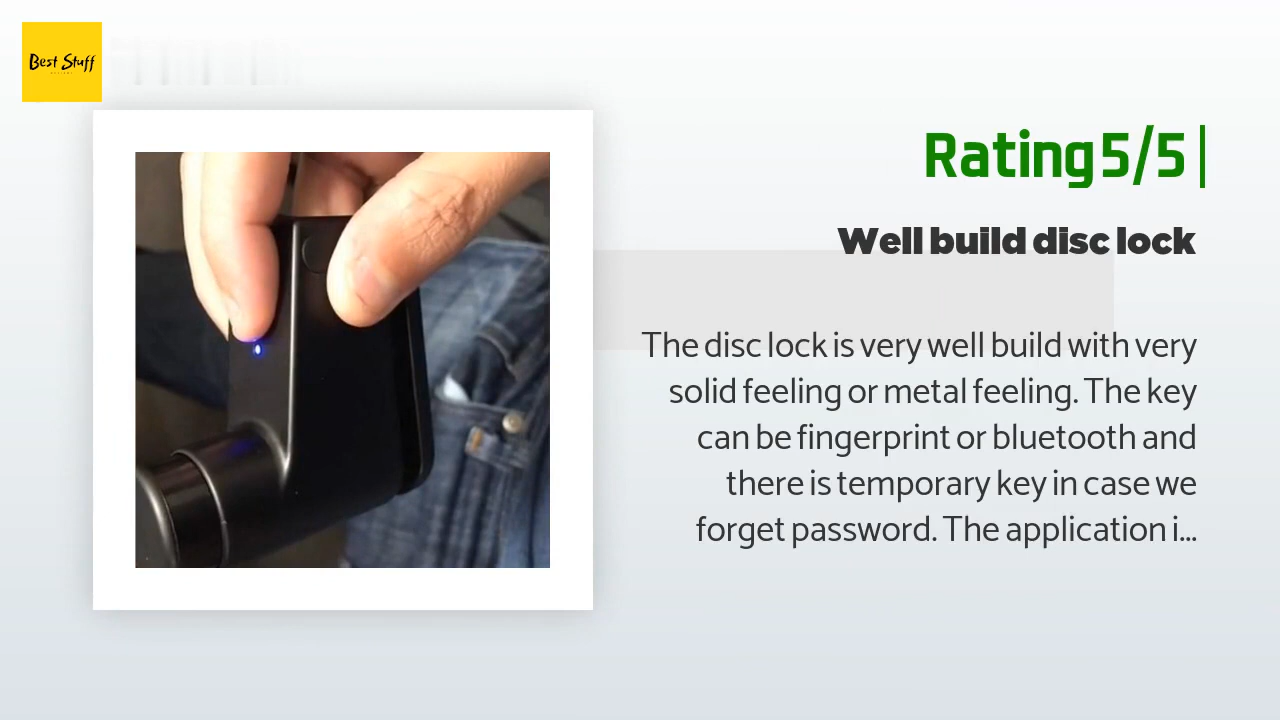 Best Stuff
Rating 5/5
Well build disc lock
The disc lock is very well build with very
solid feeling or metal feeling. The key
can be fingerprint or bluetooth and
there is temporary key in case we
forget password. The application i...